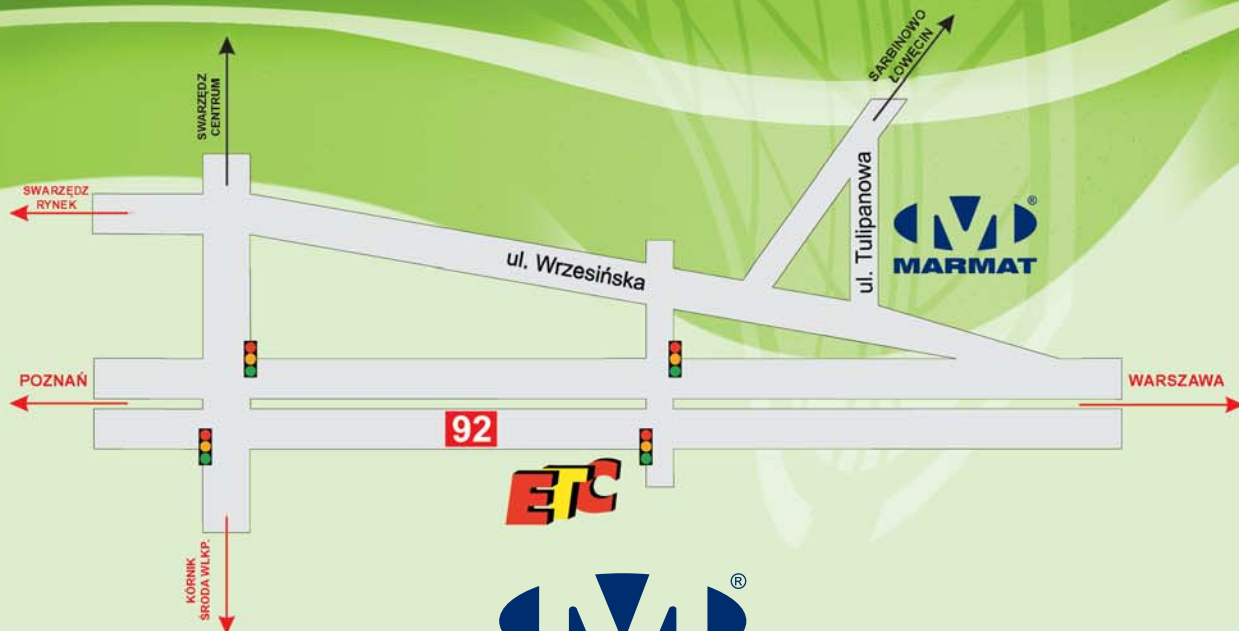 SWARZĘDZ
CENTRUM
SARBINOWO
ŁOWĘCIN
SWARZĘDZ
RYNEK
ul. Wrzesińska
ul. Tulipanowa
M®
MARMAT
POZNAŃ
WARSZAWA
92
ETC
KÓRNIK
ŚRODA WLKP.
M®